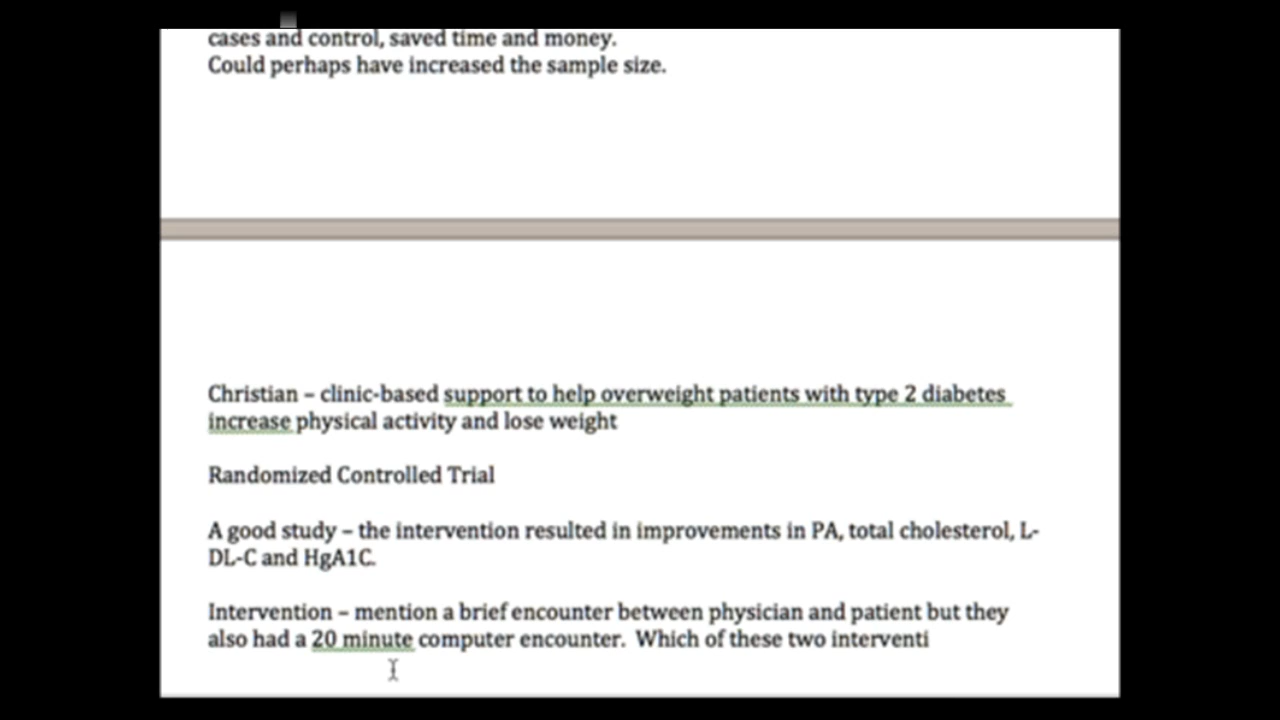 cases and control, saved time and money.
Could perhaps have increased the sample size.
Christian – clinic-based support to help overweight patients with type 2 diabetes
increase physical activity and lose weight
Randomized Controlled Trial
A good study – the intervention resulted in improvements in PA, total cholesterol, L-
DL-C and HgA1C.
Intervention – mention a brief encounter between physician and patient but they
also had a 20 minute computer encounter.  Which of these two interventi